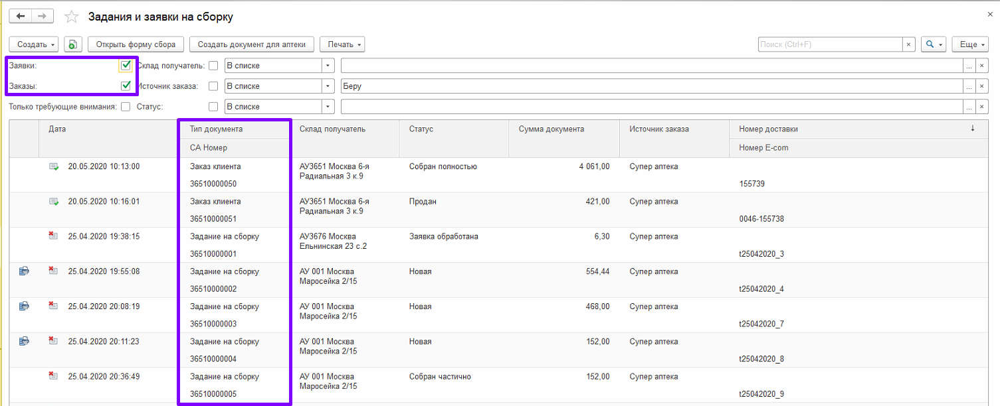 Задания и заявки на сборку
Создать Открыть форму сбора Создать документ для аптеки Печать Поиск (Ctrl+F) × Еще
Заявки: Склад получатель: В списке ... ×
Заказы: Источник заказа: В списке Беру ... ×
Только требующие внимания: Статус: В списке ... ×
Дата Тип документа Склад получатель Статус Сумма документа Источник заказа Номер доставки ↓
СА Номер Номер E-com
20.05.2020 10:13:00 Заказ клиента АУ3651 Москва 6-я Собран полностью 4 061,00 Супер аптека
Радиальная 3 к.9
36510000050 155739
20.05.2020 10:16:01 Заказ клиента АУ3651 Москва 6-я Продан 421,00 Супер аптека
Радиальная 3 к.9
36510000051 0046-155738
25.04.2020 19:38:15 Задание на сборку АУ3676 Москва Заявка обработана 6,30 Супер аптека
Ельнинская 23 с.2
36510000001 t25042020_3
25.04.2020 19:55:08 Задание на сборку АУ 001 Москва Новая 554,44 Супер аптека
Маросейка 2/15
36510000002 t25042020_4
25.04.2020 20:08:19 Задание на сборку АУ 001 Москва Новая 468,00 Супер аптека
Маросейка 2/15
36510000003 t25042020_7
25.04.2020 20:11:23 Задание на сборку АУ 001 Москва Новая 152,00 Супер аптека
Маросейка 2/15
36510000004 t25042020_8
25.04.2020 20:36:49 Задание на сборку АУ 001 Москва Собран частично 152,00 Супер аптека
Маросейка 2/15
36510000005 t25042020_9